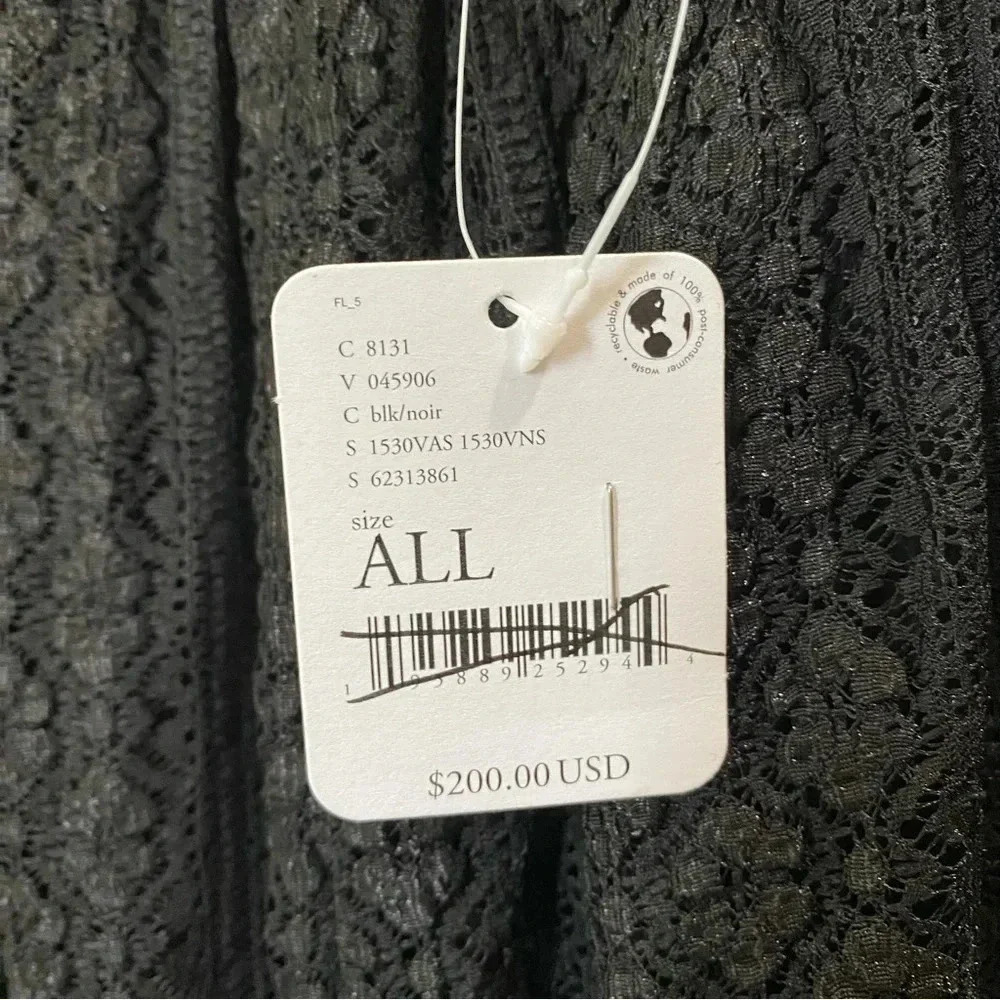 FL_5
recyclable & made of 100% post-consumer waste •
C 8131
V 045906
C blk/noir
S 1530VAS 1530VNS
S 62313861
size
ALL
1 95889 25294 4
$200.00 USD